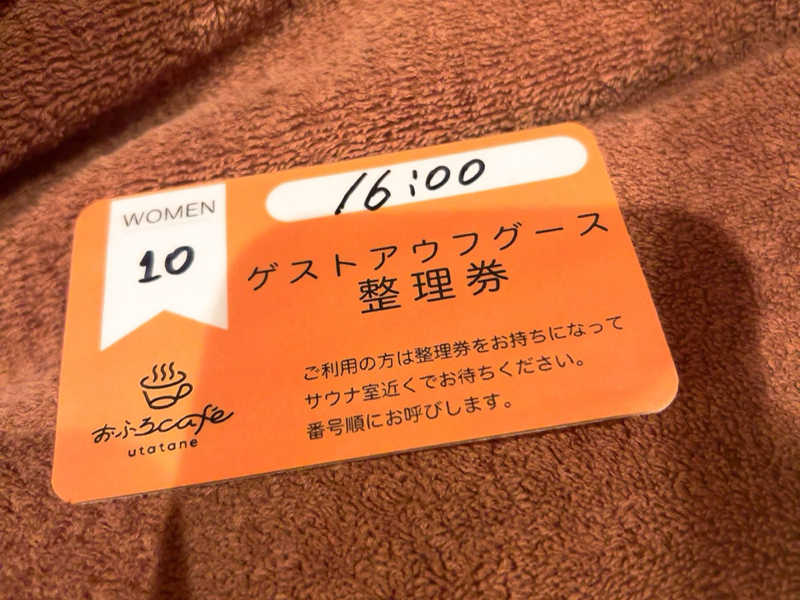 WOMEN
10
16:00
ゲストアウフグース
整理券
ご利用の方は整理券をお持ちになって
サウナ室近くでお待ちください。
番号順にお呼びします。
おふろcafé
utatane